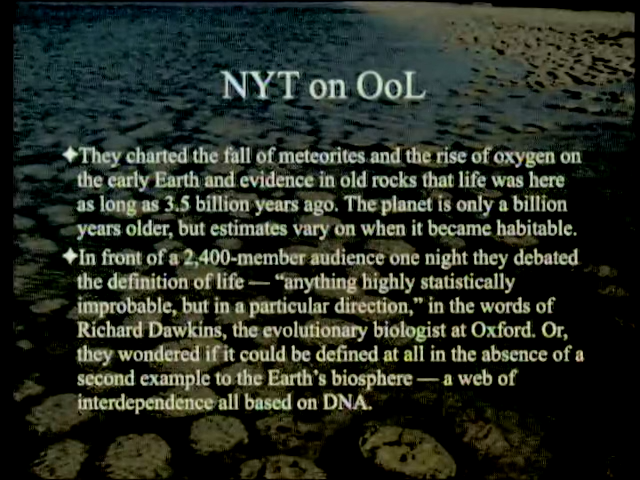 NYT on OoL
✦They charted the fall of meteorites and the rise of oxygen on
the early Earth and evidence in old rocks that life was here
as long as 3.5 billion years ago. The planet is only a billion
years older, but estimates vary on when it became habitable.
✦In front of a 2,400-member audience one night they debated
the definition of life — “anything highly statistically
improbable, but in a particular direction,” in the words of
Richard Dawkins, the evolutionary biologist at Oxford. Or,
they wondered if it could be defined at all in the absence of a
second example to the Earth’s biosphere — a web of
interdependence all based on DNA.